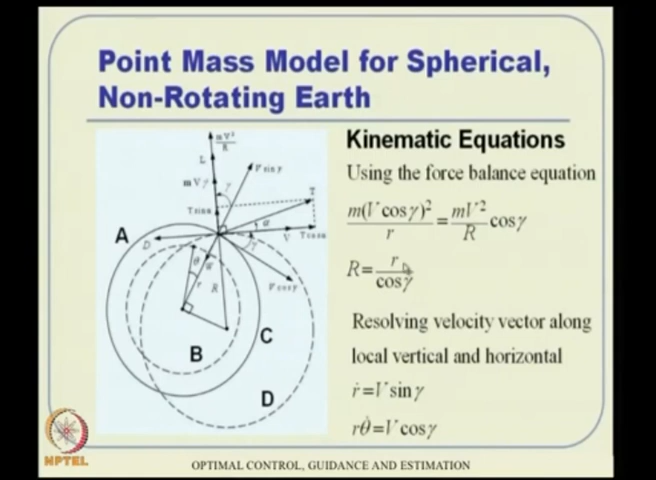 Point Mass Model for Spherical,
Non-Rotating Earth
mV²/R
L
V sinγ
mVγ̇
γ
T
T sinα
α
A
D
V
T cosα
γ
θ
r
R
V cosγ
B
C
D
Kinematic Equations
Using the force balance equation
m(V cosγ)²/r = mV²/R cosγ
R = r/cosγ
Resolving velocity vector along
local vertical and horizontal
ṙ=V sinγ
rθ̇=V cosγ
NPTEL
OPTIMAL CONTROL, GUIDANCE AND ESTIMATION